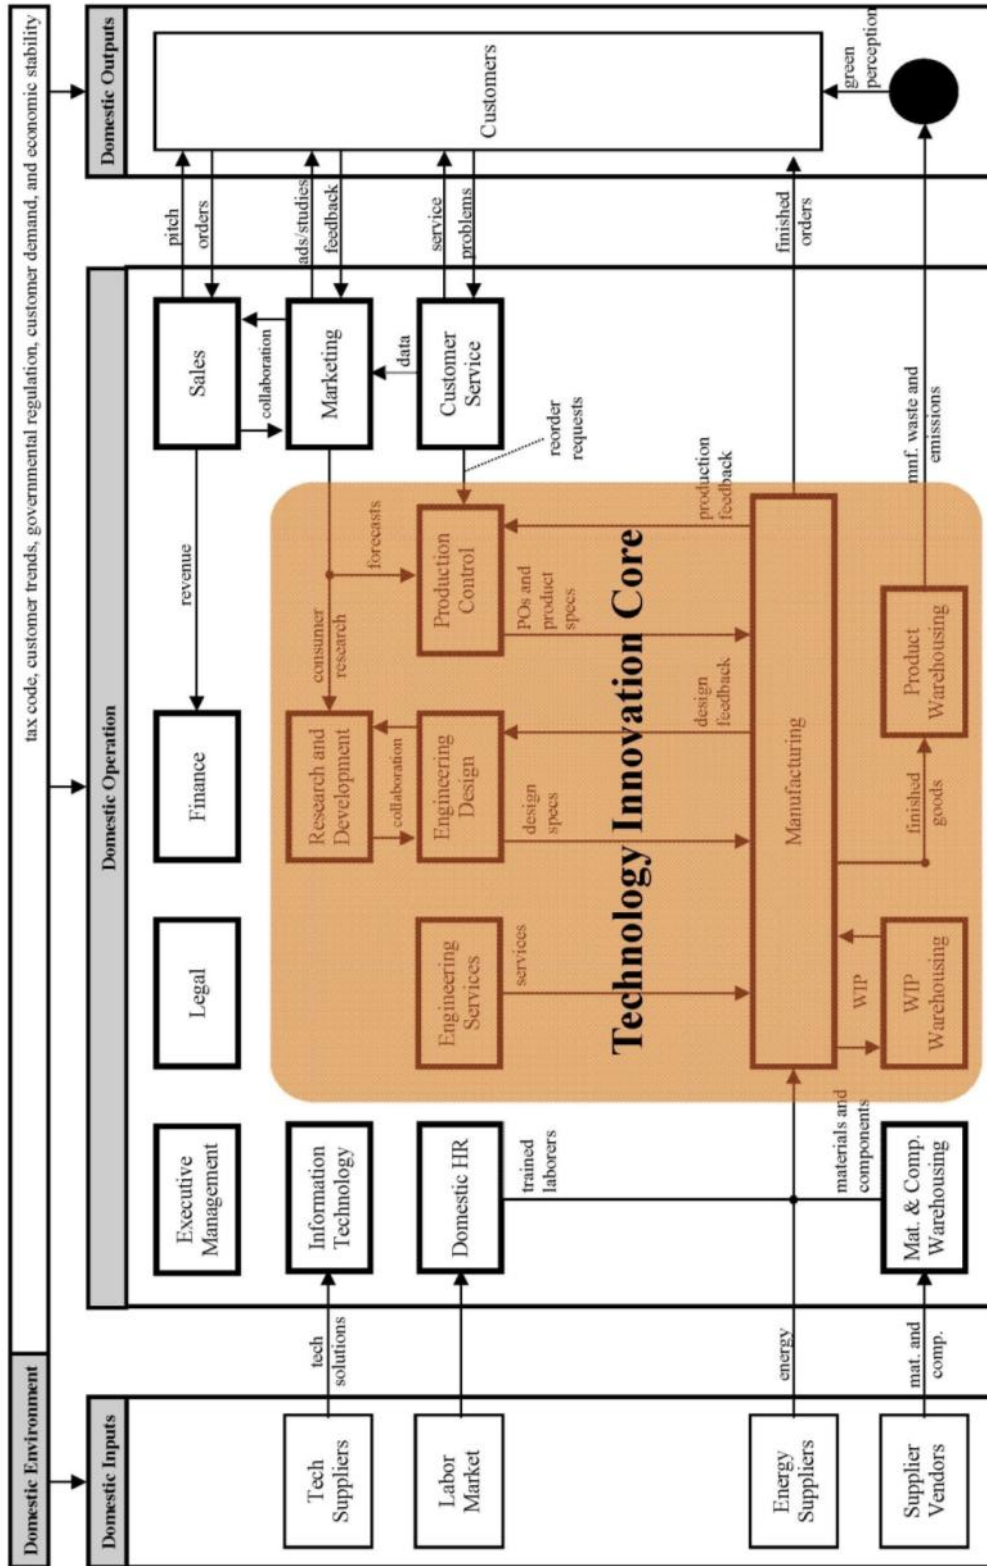 Domestic Environment
tax code, customer trends, governmental regulation, customer demand, and economic stability
Domestic Inputs
Domestic Operation
Domestic Outputs
Tech
Suppliers
Labor
Market
Energy
Suppliers
Supplier
Vendors
tech
solutions
energy
mat. and
comp.
Executive
Management
Legal
Finance
revenue
Sales
pitch
orders
Customers
Information
Technology
Research and
Development
consumer
research
forecasts
collaboration
Marketing
ads/studies
feedback
collaboration
Domestic HR
Engineering
Services
Engineering
Design
Production
Control
data
Customer
Service
service
problems
reorder
requests
trained
laborers
services
design
specs
design
feedback
POs and
product
specs
production
feedback
Technology Innovation Core
Manufacturing
finished
orders
materials and
components
WIP
finished
goods
Mat. & Comp.
Warehousing
WIP
Warehousing
Product
Warehousing
mnf. waste and
emissions
green
perception